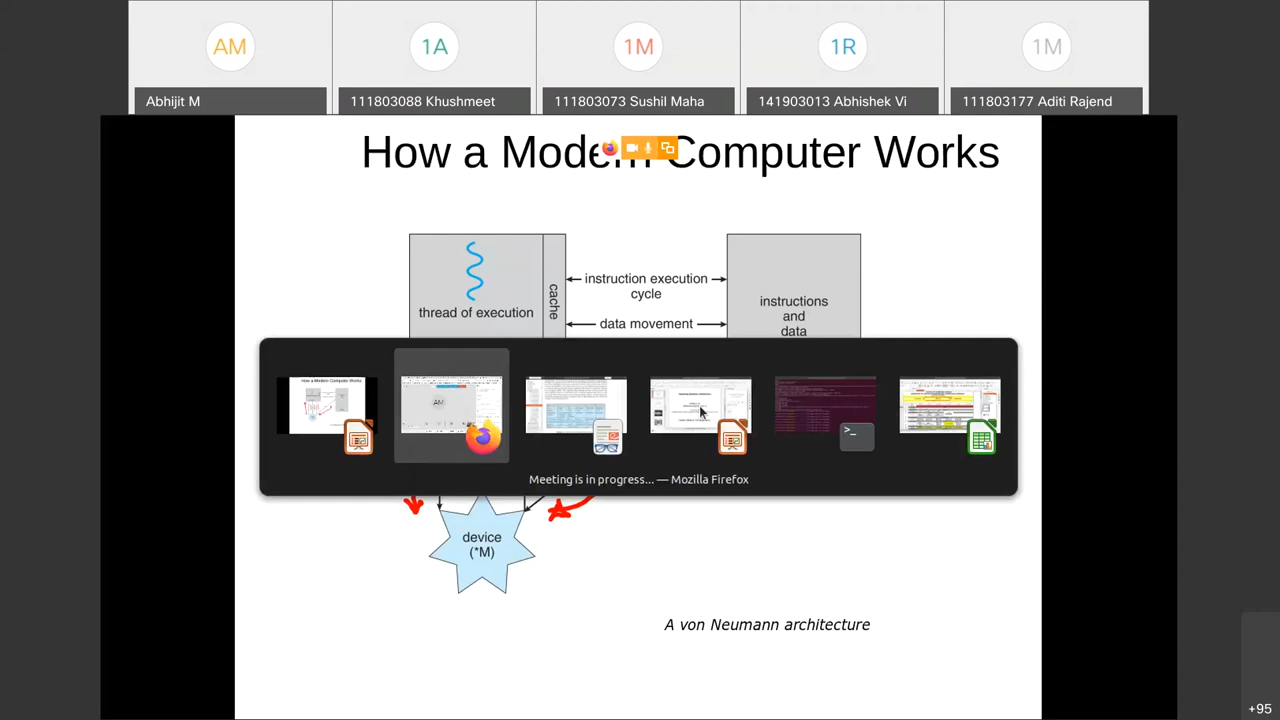 AM
1A
1M
1R
1M
Abhijit M
111803088 Khushmeet
111803073 Sushil Maha
141903013 Abhishek Vi
111803177 Aditi Rajend
How a Modern Computer Works
thread of execution
cache
instruction execution
cycle
data movement
instructions
and
data
Meeting is in progress... — Mozilla Firefox
device
(*M)
A von Neumann architecture
+95